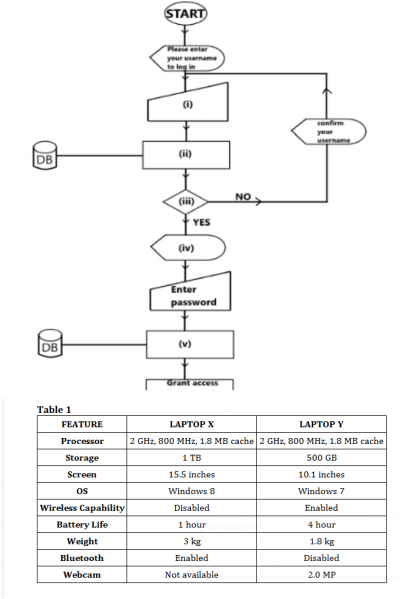 START
Please enter
your username
to log in
(i)
confirm
your
username
(ii)
DB
(iii)
NO
YES
(iv)
Enter
password
(v)
DB
Grant access
Table 1
FEATURE LAPTOP X LAPTOP Y
Processor 2 GHz, 800 MHz, 1.8 MB cache 2 GHz, 800 MHz, 1.8 MB cache
Storage 1 TB 500 GB
Screen 15.5 inches 10.1 inches
OS Windows 8 Windows 7
Wireless Capability Disabled Enabled
Battery Life 1 hour 4 hour
Weight 3 kg 1.8 kg
Bluetooth Enabled Disabled
Webcam Not available 2.0 MP